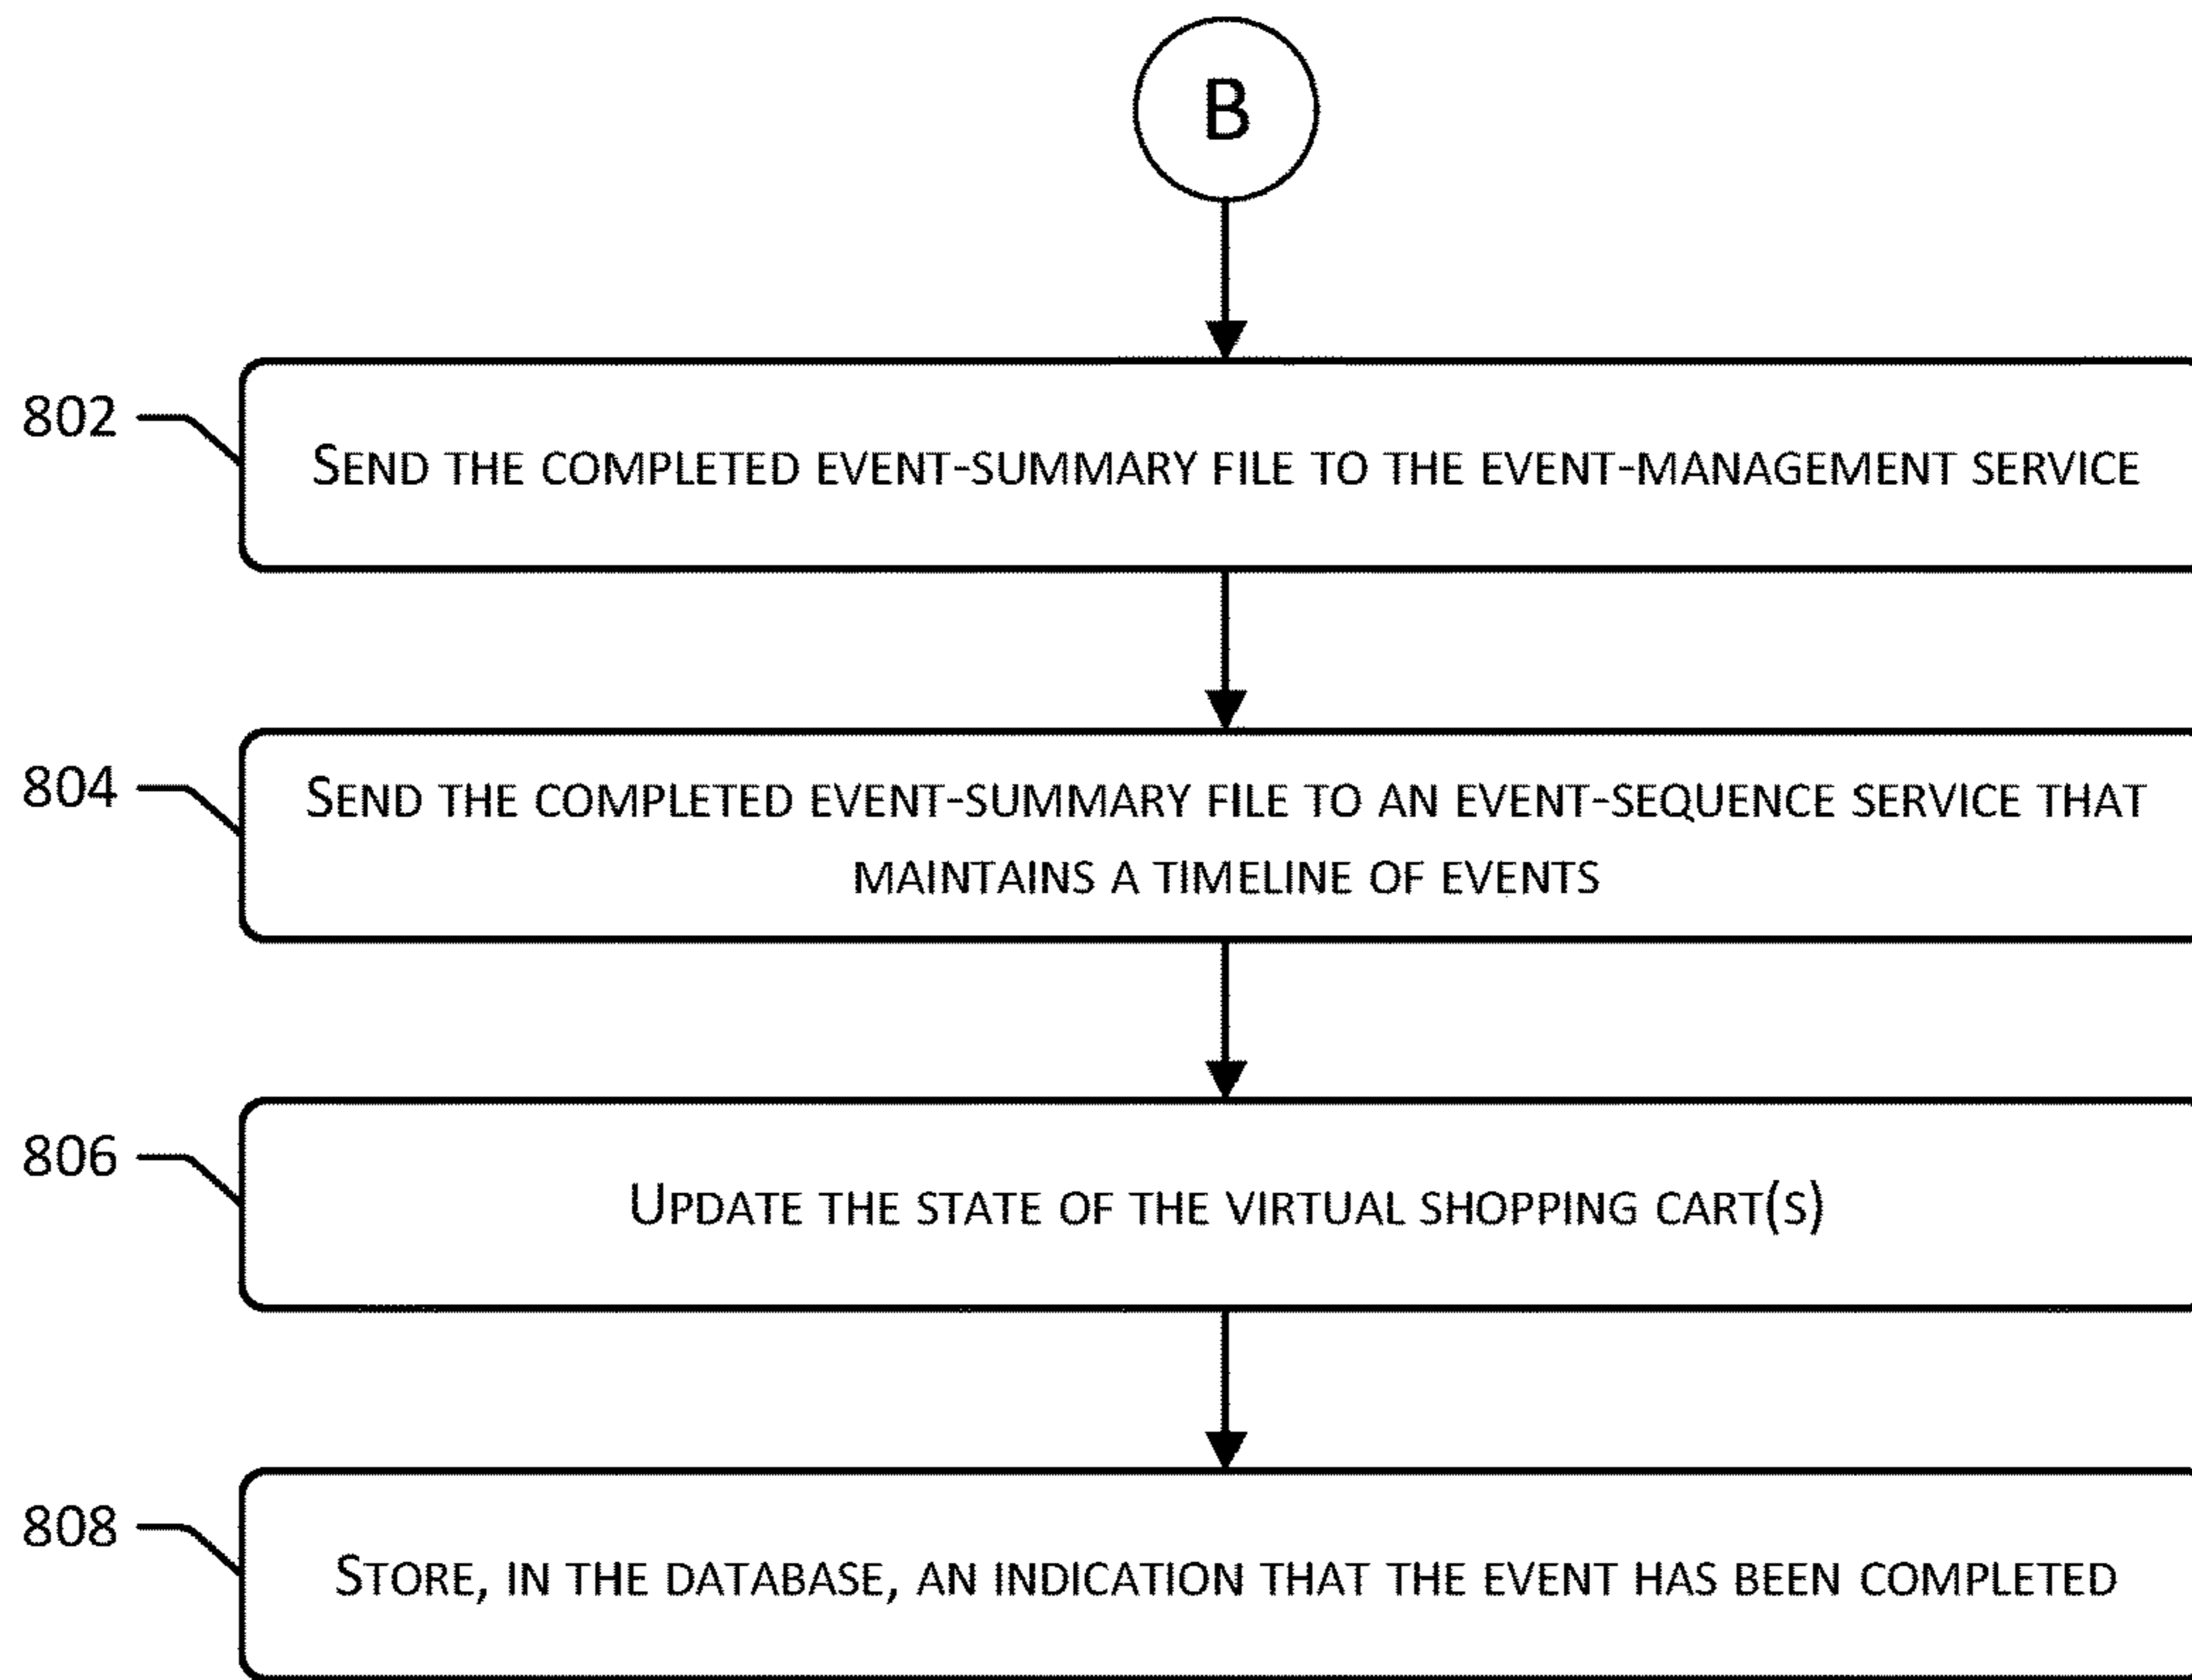 B
802
SEND THE COMPLETED EVENT-SUMMARY FILE TO THE EVENT-MANAGEMENT SERVICE
804
SEND THE COMPLETED EVENT-SUMMARY FILE TO AN EVENT-SEQUENCE SERVICE THAT
MAINTAINS A TIMELINE OF EVENTS
806
UPDATE THE STATE OF THE VIRTUAL SHOPPING CART(S)
808
STORE, IN THE DATABASE, AN INDICATION THAT THE EVENT HAS BEEN COMPLETED